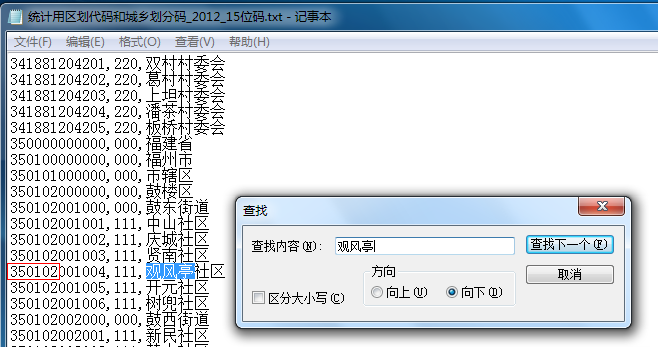 统计用区划代码和城乡划分码_2012_15位码.txt - 记事本
文件(F) 编辑(E) 格式(O) 查看(V) 帮助(H)
341881204201,220,双村村委会
341881204202,220,葛村村委会
341881204203,220,上坦村委会
341881204204,220,潘茶村委会
341881204205,220,板桥村委会
350000000000,000,福建省
350100000000,000,福州市
350101000000,000,市辖区
350102000000,000,鼓楼区
350102001000,000,鼓东街道
350102001001,111,中山社区
350102001002,111,庆城社区
350102001003,111,贤南社区
350102001004,111,观风亭社区
350102001005,111,开元社区
350102001006,111,树兜社区
350102002000,000,鼓西街道
350102002001,111,新民社区
查找
查找内容(N): 观风亭
查找下一个(F)
方向
取消
区分大小写(C)
向上(U) 向下(D)